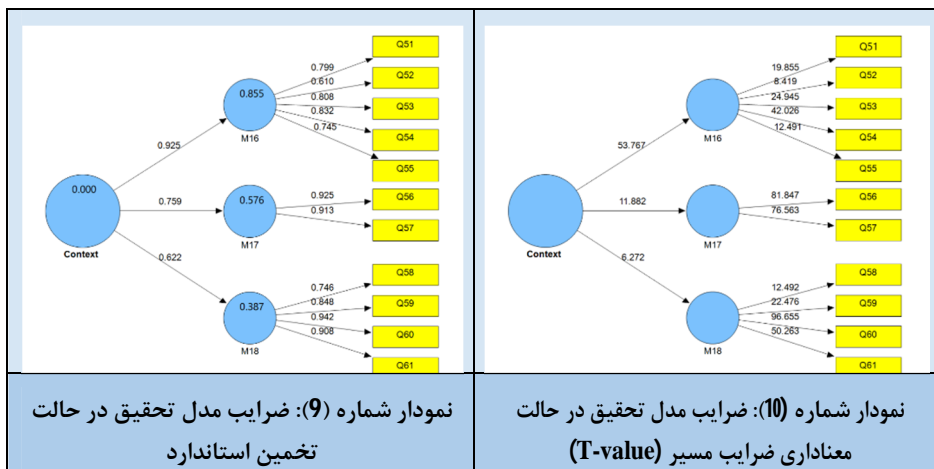 Q51
0.799
Q52
0.610
0.855
0.808
Q53
0.832
0.745
Q54
M16
0.925
Q55
0.000
0.759
0.576
0.925
Q56
0.913
Q57
Context
M17
0.622
Q58
0.746
0.848
Q59
0.387
0.942
0.908
Q60
M18
Q61
Q51
19.855
Q52
8.419
24.945
Q53
42.026
12.491
Q54
M16
53.767
Q55
11.882
81.847
Q56
76.563
Q57
Context
M17
6.272
Q58
12.492
22.476
Q59
96.655
50.263
Q60
M18
Q61
نمودار شماره (10): ضرایب مدل تحقیق در حالت
معناداری ضرایب مسیر (T-value)
نمودار شماره (9): ضرایب مدل تحقیق در حالت
تخمین استاندارد